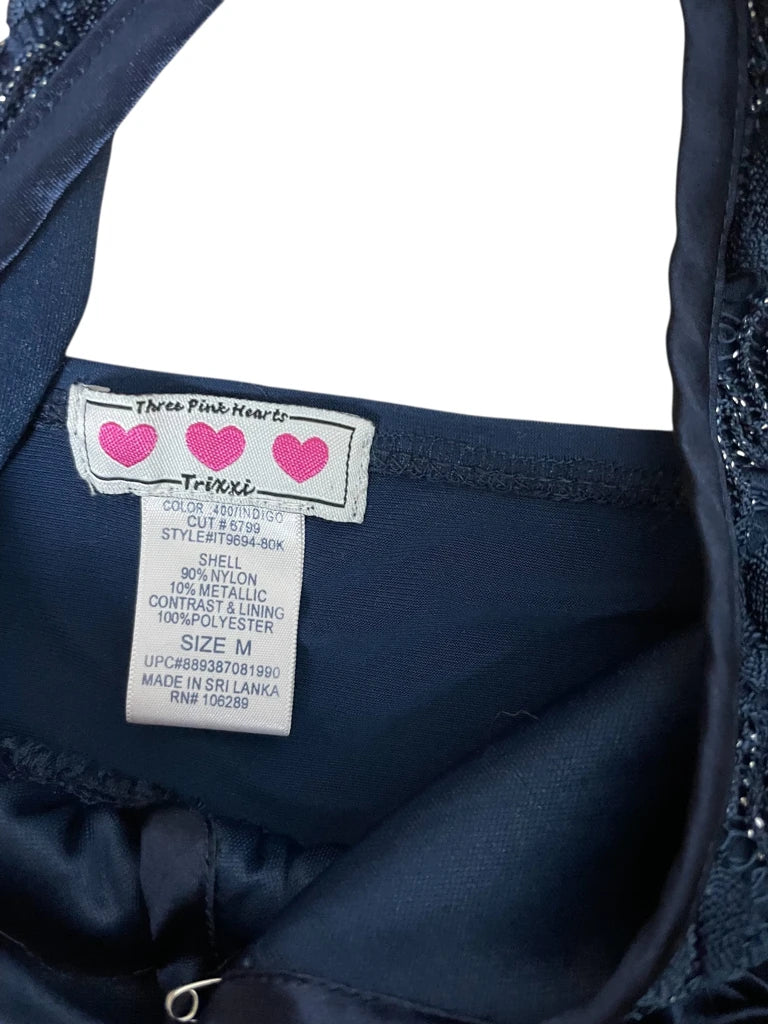 Three Pink Hearts
Trixxi
COLOR 400/INDIGO
CUT # 6799
STYLE#IT9694-80K
SHELL
90% NYLON
10% METALLIC
CONTRAST & LINING
100%POLYESTER
SIZE M
UPC#889387081990
MADE IN SRI LANKA
RN# 106289